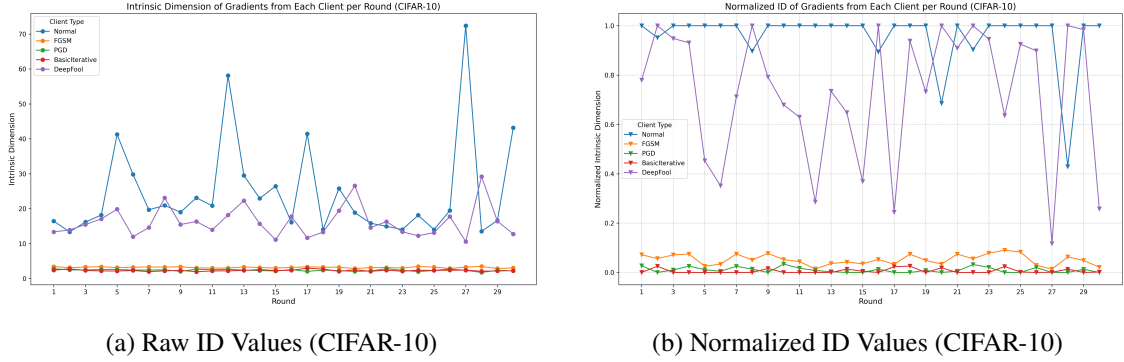 Intrinsic Dimension of Gradients from Each Client per Round (CIFAR-10)
Client Type
Normal
FGSM
PGD
BasicIterative
DeepFool
Intrinsic Dimension
70
60
50
40
30
20
10
0
1 3 5 7 9 11 13 15 17 19 21 23 25 27 29
Round
(a) Raw ID Values (CIFAR-10)
Normalized ID of Gradients from Each Client per Round (CIFAR-10)
Normalized Intrinsic Dimension
1.0
0.8
0.6
0.4
0.2
0.0
Client Type
Normal
FGSM
PGD
BasicIterative
DeepFool
1 3 5 7 9 11 13 15 17 19 21 23 25 27 29
Round
(b) Normalized ID Values (CIFAR-10)